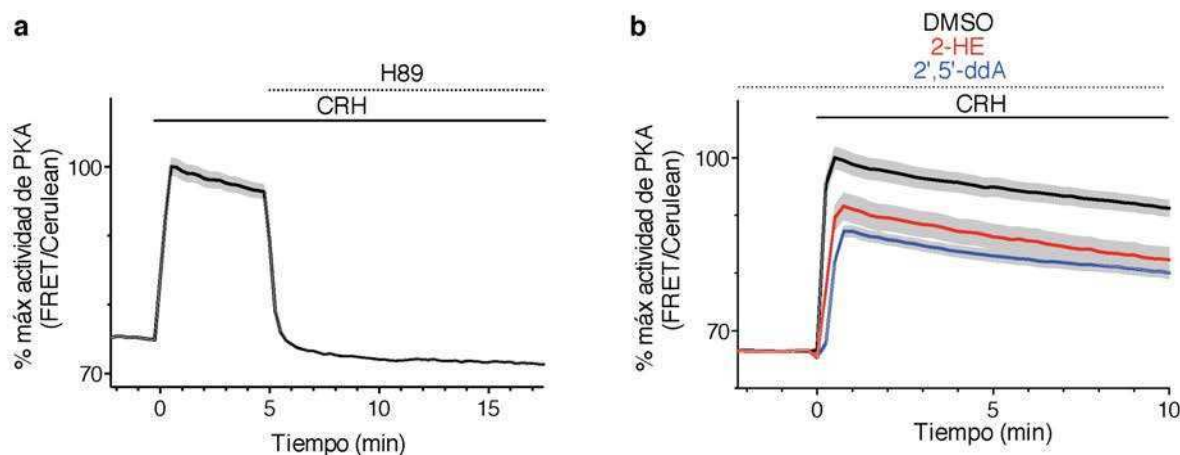 a
H89
CRH
% máx actividad de PKA
(FRET/Cerulean)
100
70
0
5
10
15
Tiempo (min)
b
DMSO
2-HE
2',5'-ddA
CRH
% máx actividad de PKA
(FRET/Cerulean)
100
70
0
5
10
Tiempo (min)